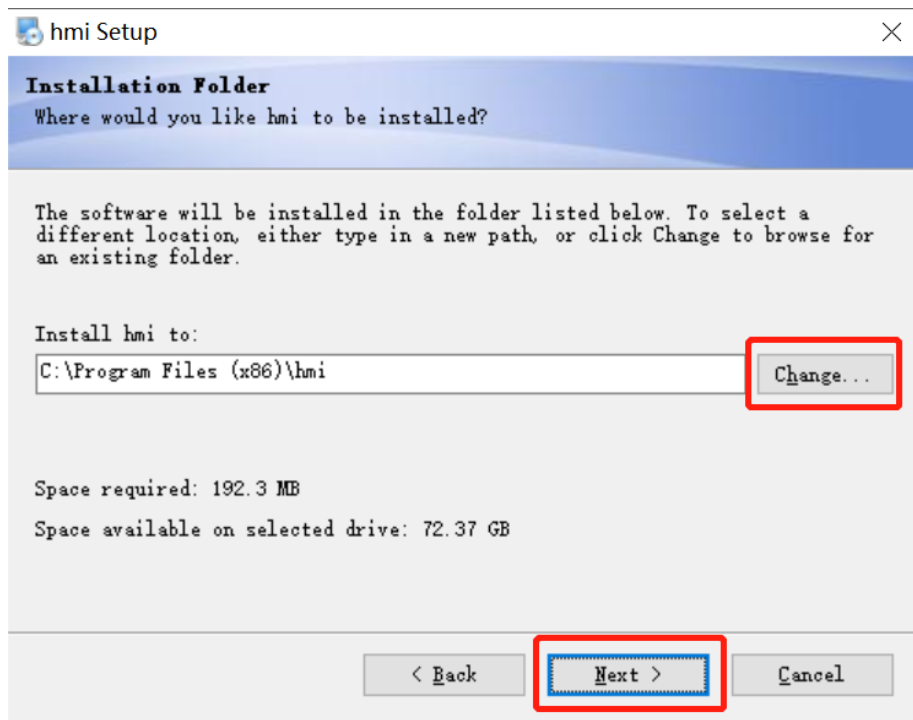 hmi Setup
Installation Folder
Where would you like hmi to be installed?
The software will be installed in the folder listed below. To select a
different location, either type in a new path, or click Change to browse for
an existing folder.
Install hmi to:
C:\Program Files (x86)\hmi
Change...
Space required: 192.3 MB
Space available on selected drive: 72.37 GB
< Back
Next >
Cancel